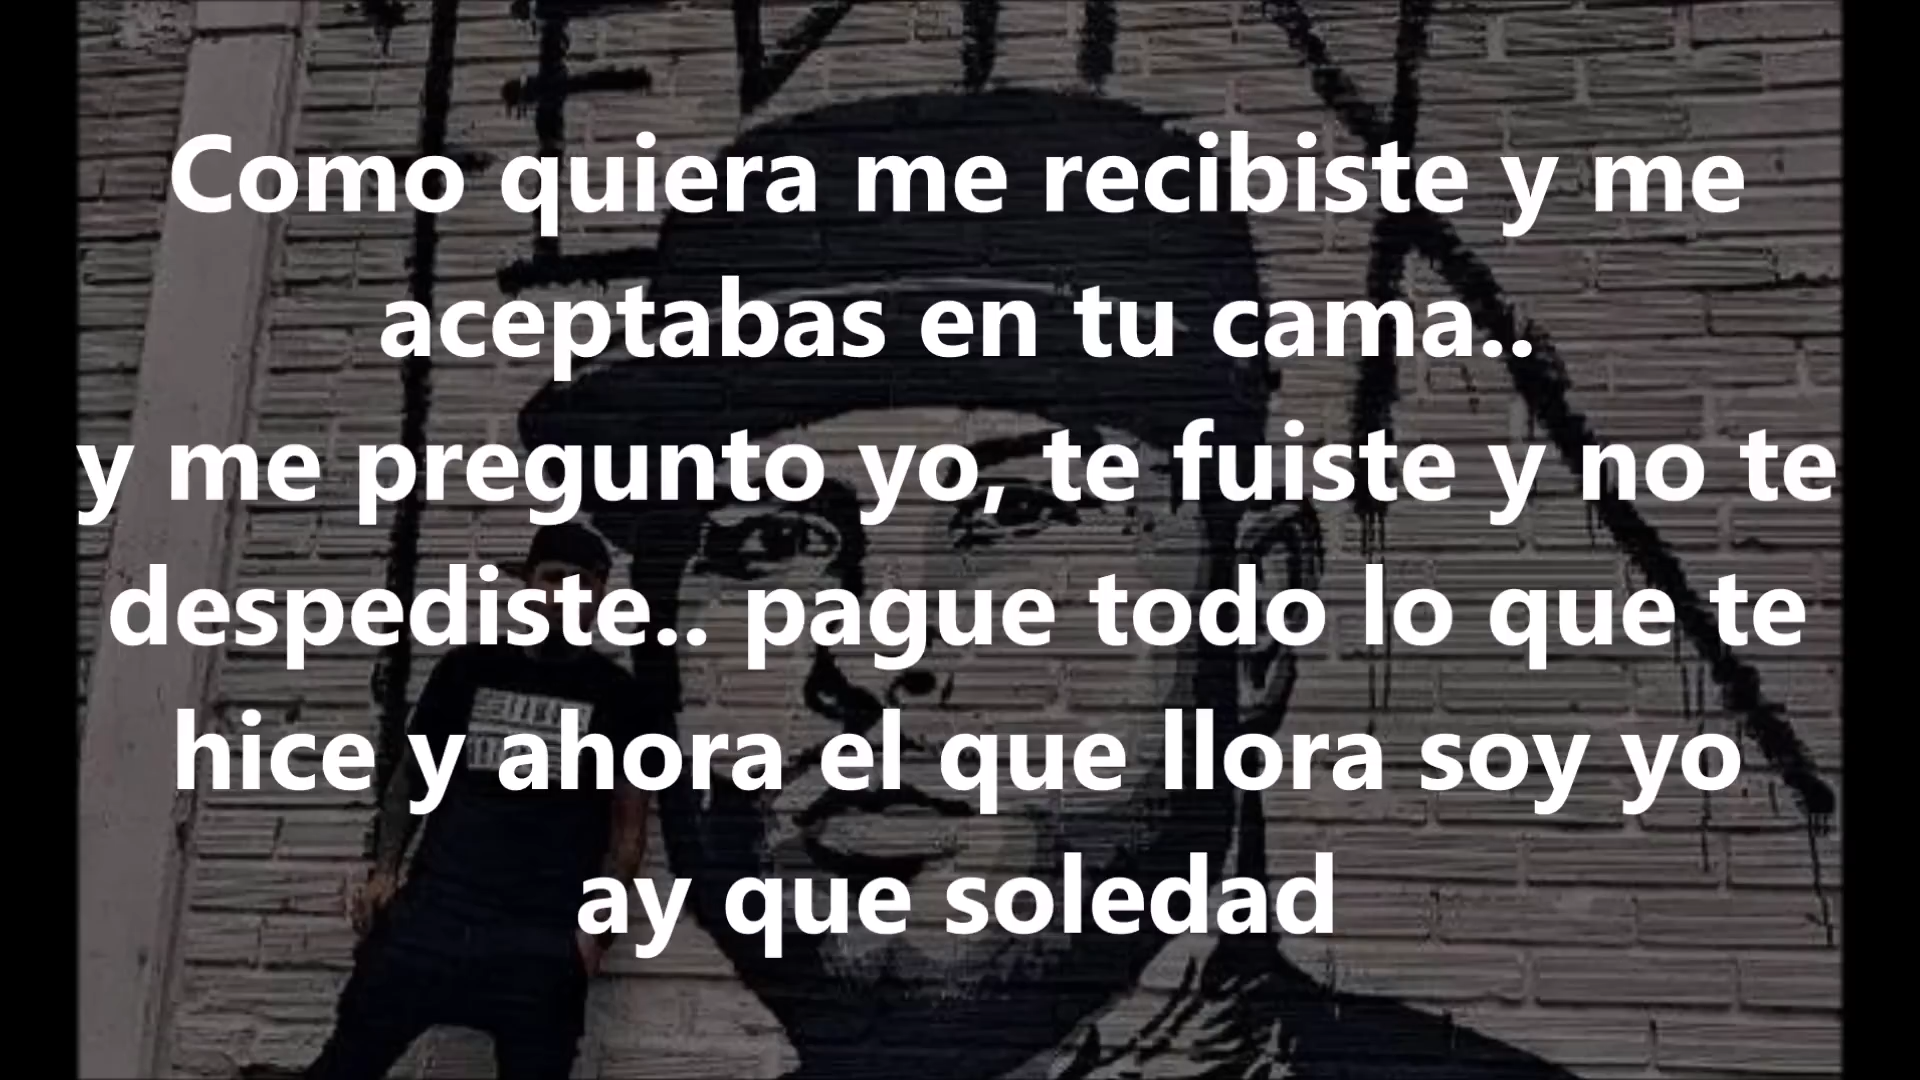 Como quiera me recibiste y me
aceptabas en tu cama..
y me pregunto yo, te fuiste y no te
despediste.. pague todo lo que te
hice y ahora el que llora soy yo
ay que soledad